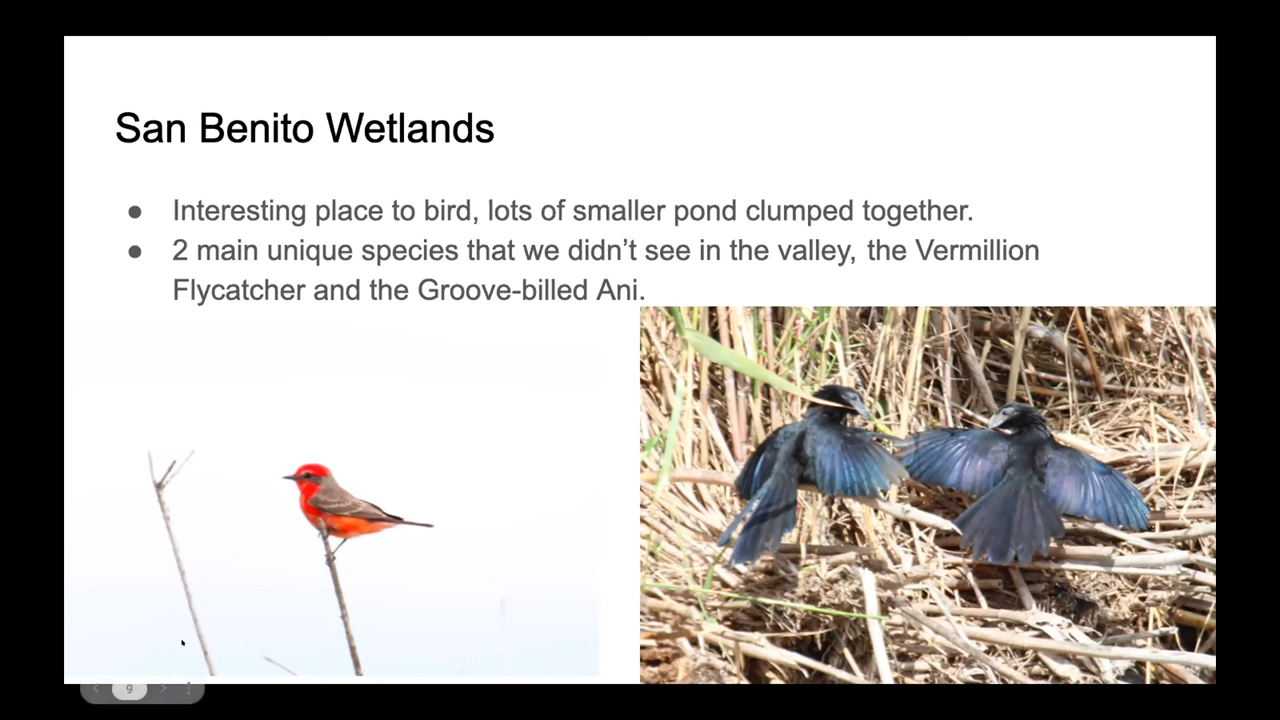 San Benito Wetlands
● Interesting place to bird, lots of smaller pond clumped together.
● 2 main unique species that we didn’t see in the valley, the Vermillion
Flycatcher and the Groove-billed Ani.
9